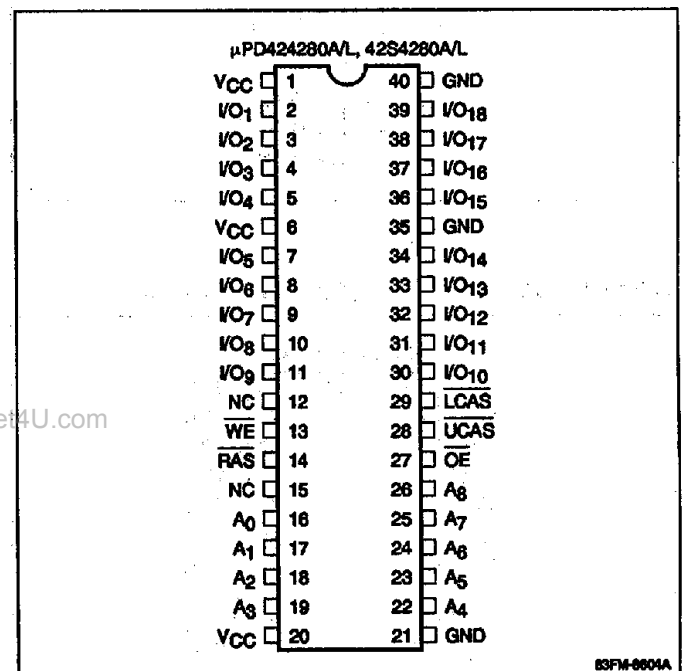 μPD424280A/L, 42S4280A/L
VCC 1 40 GND
I/O1 2 39 I/O18
I/O2 3 38 I/O17
I/O3 4 37 I/O16
I/O4 5 36 I/O15
VCC 6 35 GND
I/O5 7 34 I/O14
I/O6 8 33 I/O13
I/O7 9 32 I/O12
I/O8 10 31 I/O11
I/O9 11 30 I/O10
NC 12 29 LCAS
et4U.com
WE 13 28 UCAS
RAS 14 27 OE
NC 15 26 A8
A0 16 25 A7
A1 17 24 A6
A2 18 23 A5
A3 19 22 A4
VCC 20 21 GND
83FM-8604A